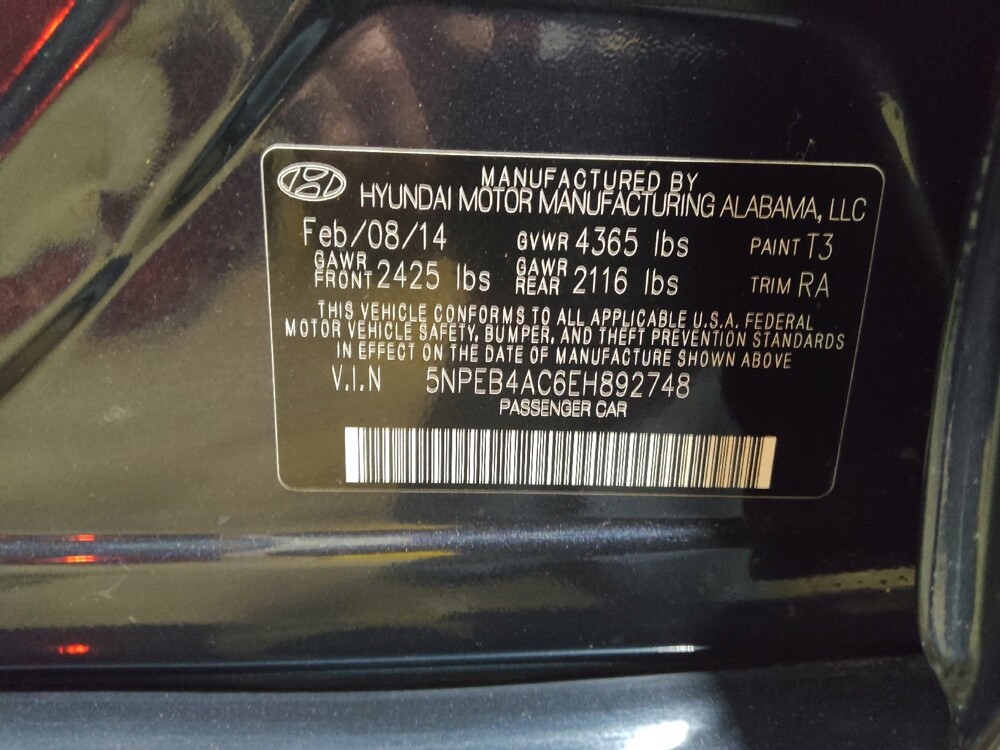 MANUFACTURED BY
HYUNDAI MOTOR MANUFACTURING ALABAMA, LLC
Feb/08/14 GVWR 4365 lbs PAINT T3
GAWR FRONT 2425 lbs GAWR REAR 2116 lbs TRIM RA
THIS VEHICLE CONFORMS TO ALL APPLICABLE U.S.A. FEDERAL
MOTOR VEHICLE SAFETY, BUMPER, AND THEFT PREVENTION STANDARDS
IN EFFECT ON THE DATE OF MANUFACTURE SHOWN ABOVE
V.I.N 5NPEB4AC6EH892748
PASSENGER CAR